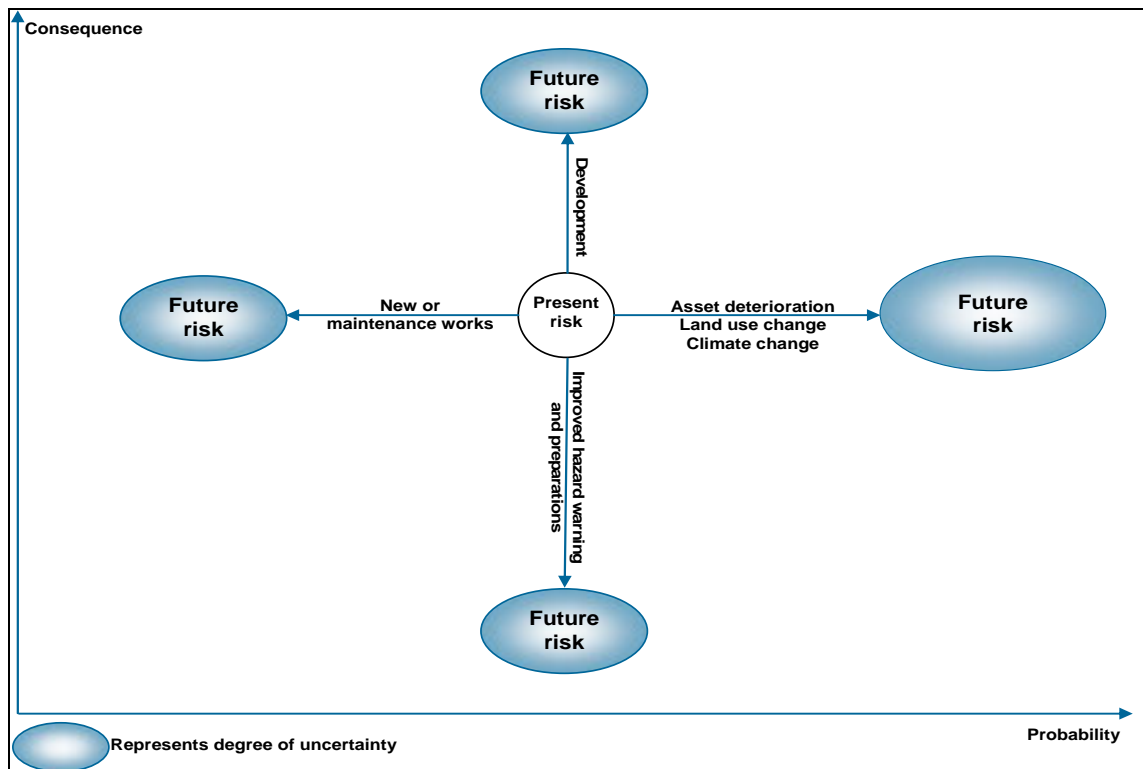 Consequence
Future
risk
Development
Future
risk
New or
maintenance works
Present
risk
Asset deterioration
Land use change
Climate change
Future
risk
Improved hazard warning
and preparations
Future
risk
Probability
Represents degree of uncertainty